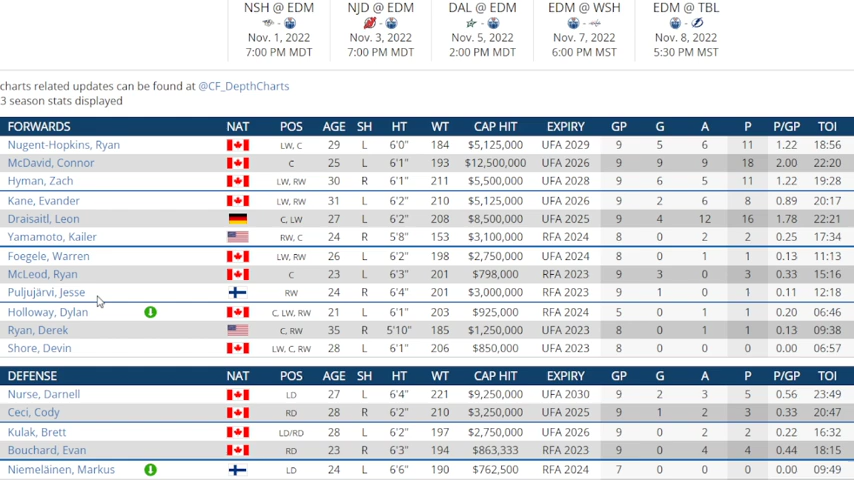 NSH @ EDM NJD @ EDM DAL @ EDM EDM @ WSH EDM @ TBL
Nov. 1, 2022 Nov. 3, 2022 Nov. 5, 2022 Nov. 7, 2022 Nov. 8, 2022
7:00 PM MDT 7:00 PM MDT 2:00 PM MDT 6:00 PM MST 5:30 PM MST
charts related updates can be found at @CF_DepthCharts
3 season stats displayed
FORWARDS NAT POS AGE SH HT WT CAP HIT EXPIRY GP G A P P/GP TOI
Nugent-Hopkins, Ryan LW, C 29 L 6'0" 184 $5,125,000 UFA 2029 9 5 6 11 1.22 18:56
McDavid, Connor C 25 L 6'1" 193 $12,500,000 UFA 2026 9 9 9 18 2.00 22:20
Hyman, Zach LW, RW 30 R 6'1" 211 $5,500,000 UFA 2028 9 6 5 11 1.22 19:28
Kane, Evander LW, RW 31 L 6'2" 210 $5,125,000 UFA 2026 9 2 6 8 0.89 20:17
Draisaitl, Leon C, LW 27 L 6'2" 208 $8,500,000 UFA 2025 9 4 12 16 1.78 22:21
Yamamoto, Kailer RW, C 24 R 5'8" 153 $3,100,000 RFA 2024 8 0 2 2 0.25 17:34
Foegele, Warren LW, RW 26 L 6'2" 198 $2,750,000 UFA 2024 8 0 1 1 0.13 11:13
McLeod, Ryan C 23 L 6'3" 201 $798,000 RFA 2023 9 3 0 3 0.33 15:16
Puljujärvi, Jesse RW 24 R 6'4" 201 $3,000,000 RFA 2023 9 1 0 1 0.11 12:18
Holloway, Dylan C, LW, RW 21 L 6'1" 203 $925,000 RFA 2024 5 0 1 1 0.20 06:46
Ryan, Derek C, RW 35 R 5'10" 185 $1,250,000 UFA 2023 8 0 1 1 0.13 09:38
Shore, Devin LW, C, RW 28 L 6'1" 206 $850,000 UFA 2023 8 0 0 0 0.00 06:57
DEFENSE NAT POS AGE SH HT WT CAP HIT EXPIRY GP G A P P/GP TOI
Nurse, Darnell LD 27 L 6'4" 221 $9,250,000 UFA 2030 9 2 3 5 0.56 23:49
Ceci, Cody RD 28 R 6'2" 210 $3,250,000 UFA 2025 9 1 2 3 0.33 20:47
Kulak, Brett LD/RD 28 L 6'2" 197 $2,750,000 UFA 2026 9 0 2 2 0.22 16:32
Bouchard, Evan RD 23 R 6'3" 194 $863,333 RFA 2023 9 0 4 4 0.44 18:15
Niemeläinen, Markus LD 24 L 6'6" 190 $762,500 RFA 2024 7 0 0 0 0.00 09:49